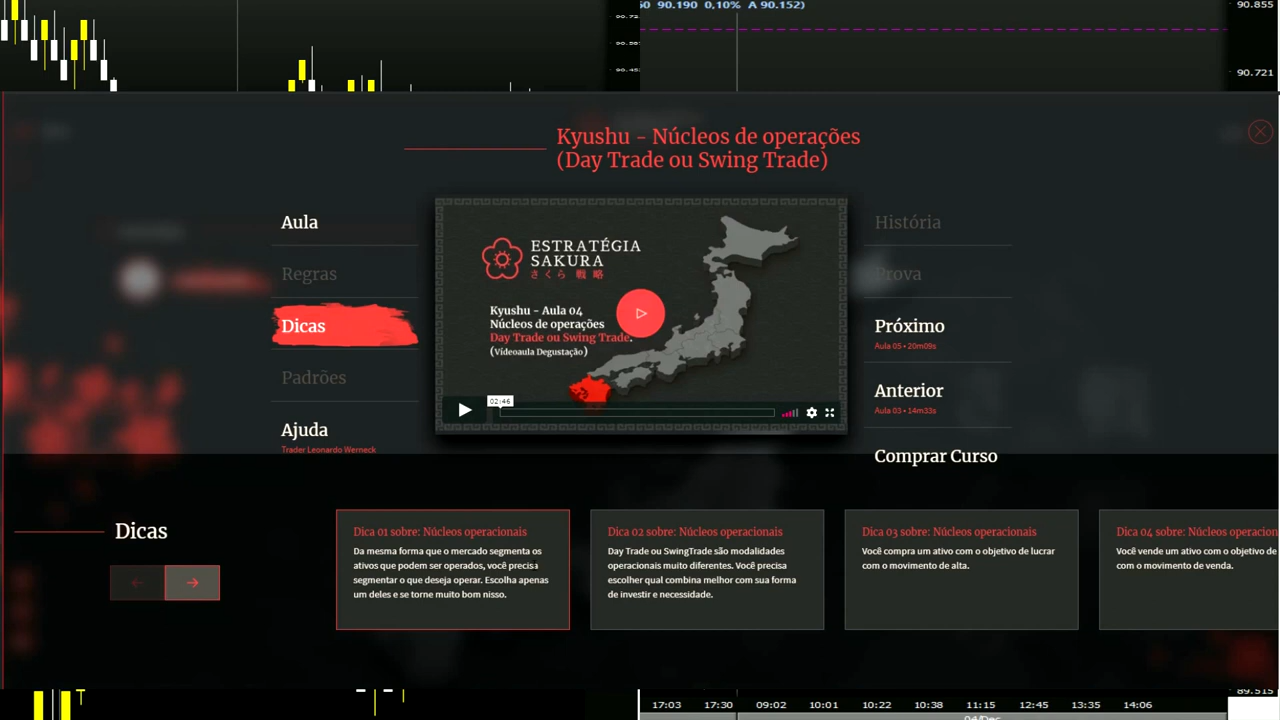 50 90.190 0,10% A 90.152)
90.855
90.72
90.58
90.45
90.721
Kyushu - Núcleos de operações
(Day Trade ou Swing Trade)
Aula
Regras
Dicas
Padrões
Ajuda
Trader Leonardo Werneck
ESTRATÉGIA
SAKURA
さくら 戦略
Kyushu - Aula 04
Núcleos de operações
Day Trade ou Swing Trade.
(Vídeoaula Degustação)
02:46
História
Prova
Próximo
Aula 05 • 20m09s
Anterior
Aula 03 • 14m33s
Comprar Curso
Dicas
Dica 01 sobre: Núcleos operacionais
Da mesma forma que o mercado segmenta os
ativos que podem ser operados, você precisa
segmentar o que deseja operar. Escolha apenas
um deles e se torne muito bom nisso.
Dica 02 sobre: Núcleos operacionais
Day Trade ou SwingTrade são modalidades
operacionais muito diferentes. Você precisa
escolher qual combina melhor com sua forma
de investir e necessidade.
Dica 03 sobre: Núcleos operacionais
Você compra um ativo com o objetivo de lucrar
com o movimento de alta.
Dica 04 sobre: Núcleos operacion
Você vende um ativo com o objetivo de
com o movimento de venda.
89.515
17:03 17:30 09:02 10:01 10:22 10:38 11:15 12:45 13:35 14:06
04/Dec